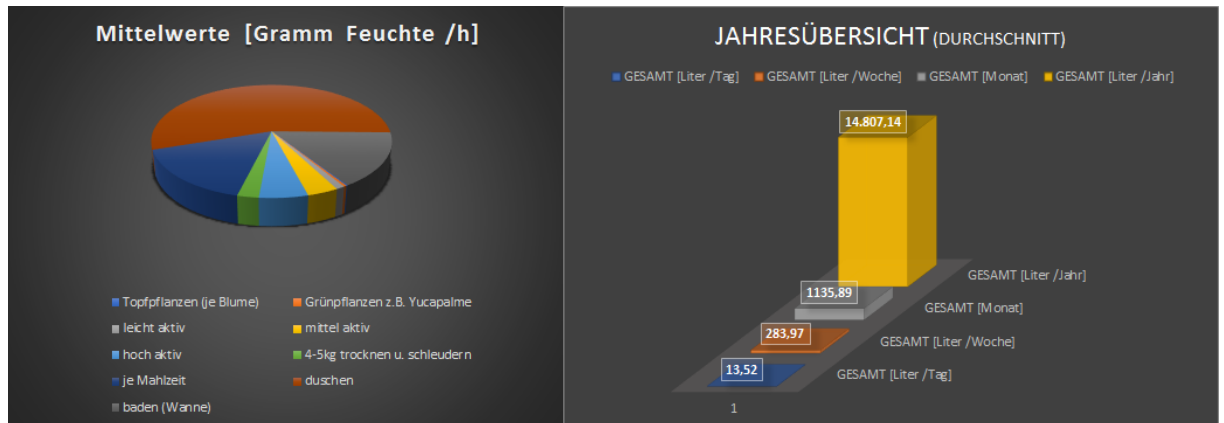 Mittelwerte [Gramm Feuchte /h]
Topfpflanzen (je Blume)
Grünpflanzen z.B. Yucapalme
leicht aktiv
mittel aktiv
hoch aktiv
4-5kg trocknen u. schleudern
je Mahlzeit
duschen
baden (Wanne)
JAHRESÜBERSICHT (DURCHSCHNITT)
GESAMT [Liter /Tag]
GESAMT [Liter /Woche]
GESAMT [Monat]
GESAMT [Liter /Jahr]
14.807,14
GESAMT [Liter /Jahr]
1135,89
GESAMT [Monat]
283,97
GESAMT [Liter /Woche]
13,52
GESAMT [Liter /Tag]
1